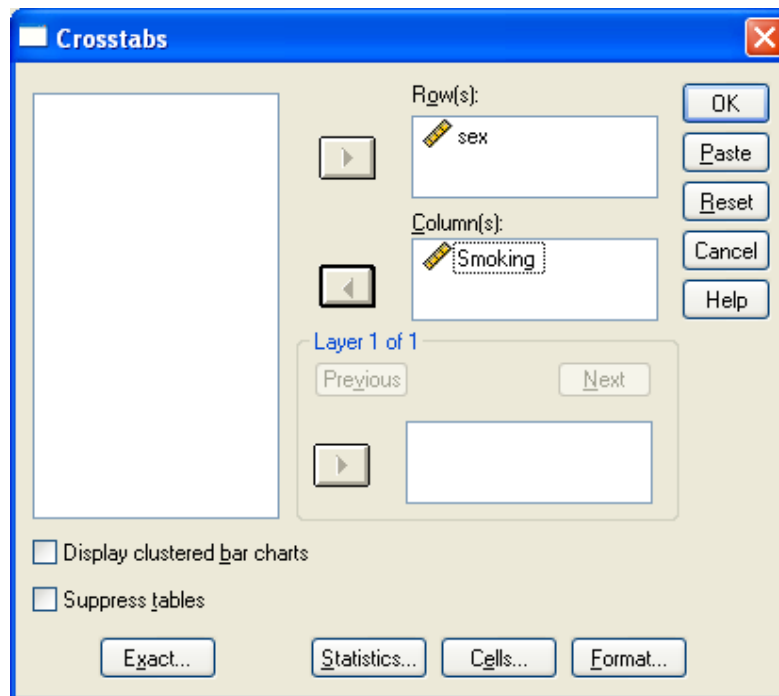 Crosstabs
Row(s):
sex
Column(s):
Smoking
OK
Paste
Reset
Cancel
Help
Layer 1 of 1
Previous
Next
Display clustered bar charts
Suppress tables
Exact...
Statistics...
Cells...
Format...